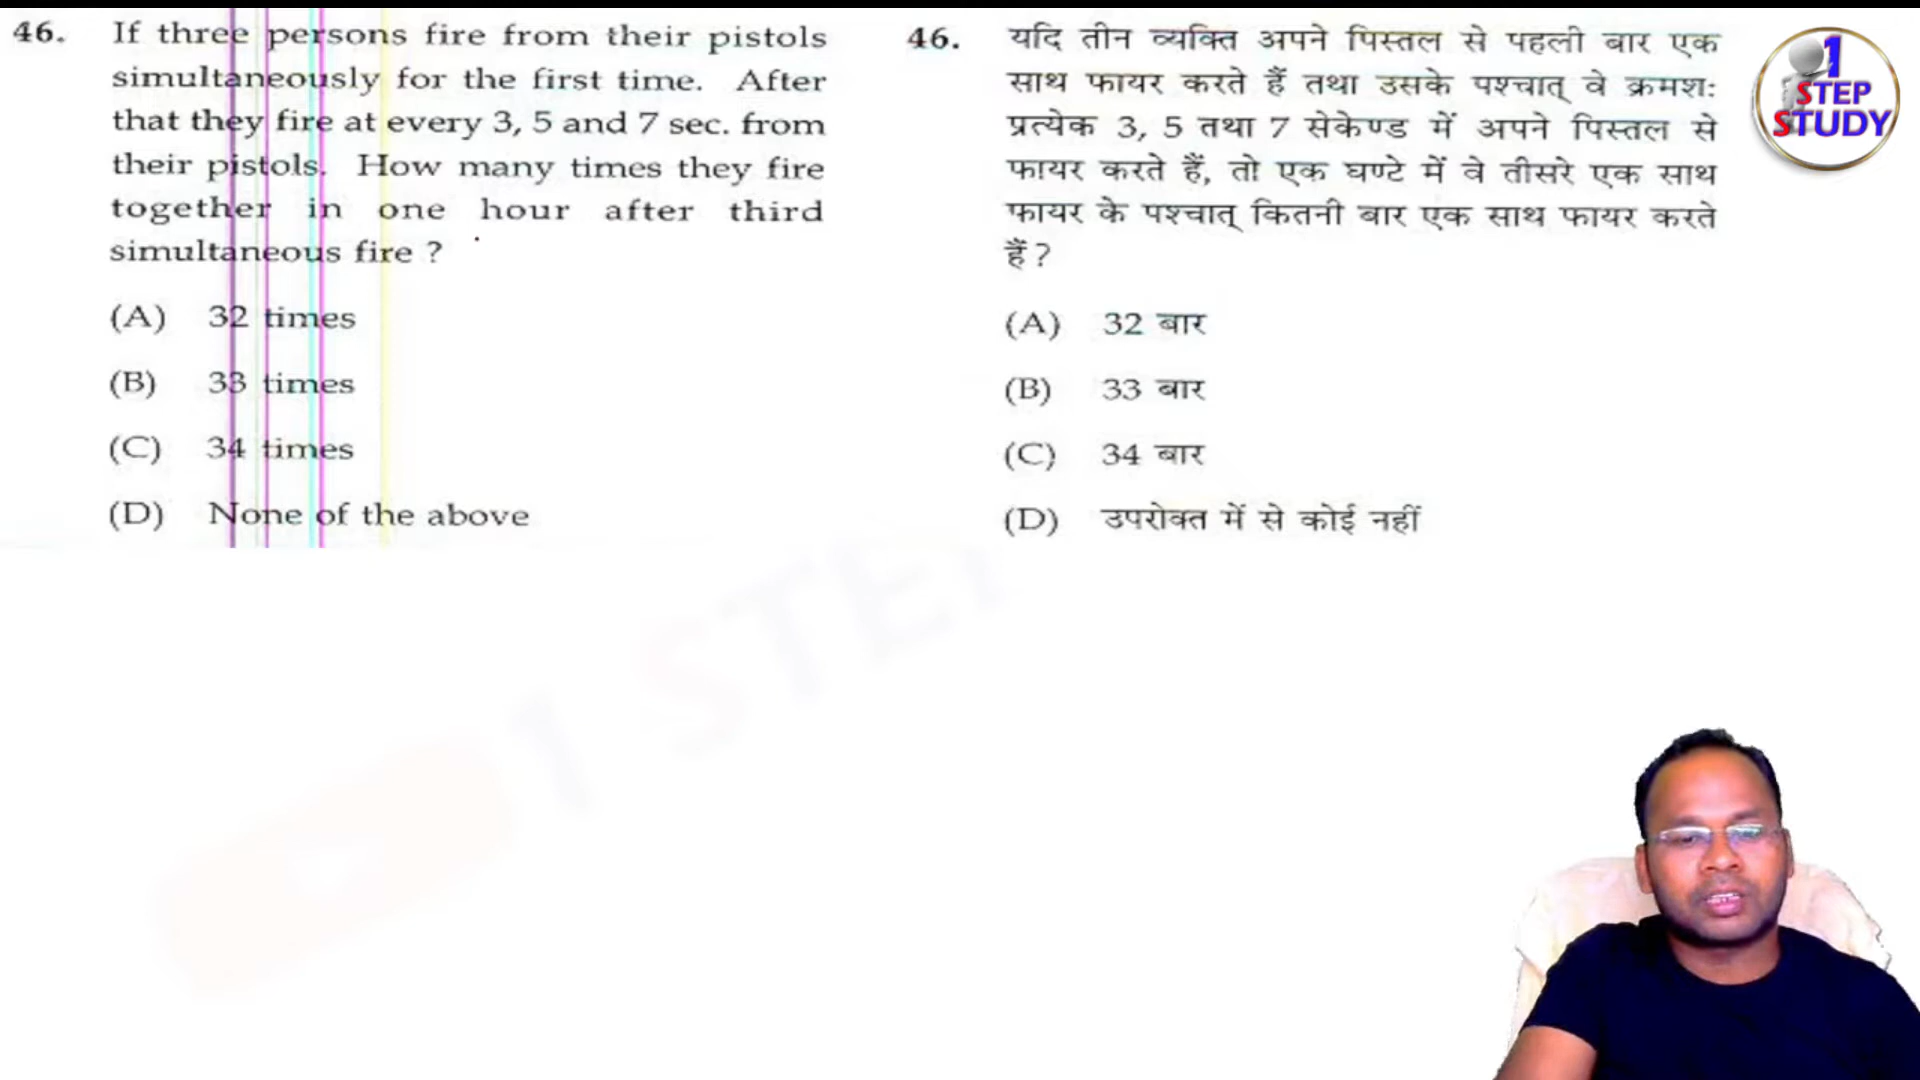 46. If three persons fire from their pistols
simultaneously for the first time. After
that they fire at every 3, 5 and 7 sec. from
their pistols. How many times they fire
together in one hour after third
simultaneous fire ?
(A) 32 times
(B) 33 times
(C) 34 times
(D) None of the above
46. यदि तीन व्यक्ति अपने पिस्तल से पहली बार एक
साथ फायर करते हैं तथा उसके पश्चात् वे क्रमशः
प्रत्येक 3, 5 तथा 7 सेकेण्ड में अपने पिस्तल से
फायर करते हैं, तो एक घण्टे में वे तीसरे एक साथ
फायर के पश्चात् कितनी बार एक साथ फायर करते
हैं ?
(A) 32 बार
(B) 33 बार
(C) 34 बार
(D) उपरोक्त में से कोई नहीं
1
STEP
STUDY
1 STE